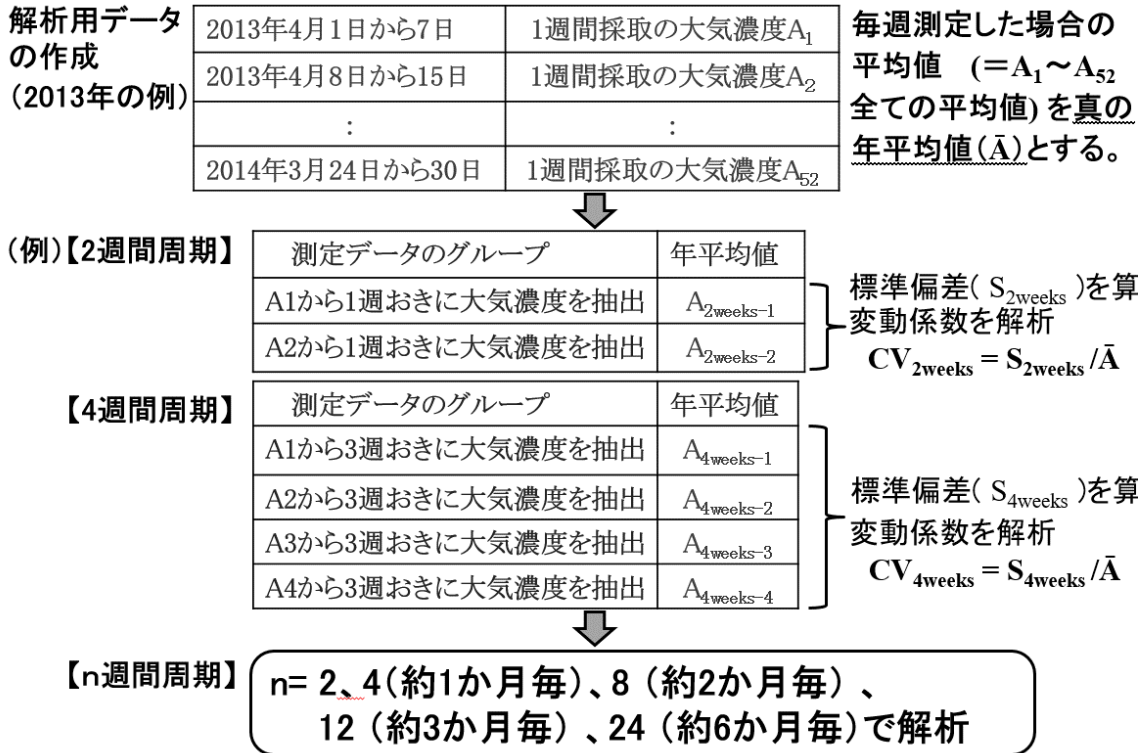 解析用データ
の作成
(2013年の例)
2013年4月1日から7日 1週間採取の大気濃度A1
2013年4月8日から15日 1週間採取の大気濃度A2
: :
2014年3月24日から30日 1週間採取の大気濃度A52
毎週測定した場合の
平均値 (=A1~A52
全ての平均値)を真の
年平均値(Ā)とする。
(例)【2週間周期】
測定データのグループ 年平均値
A1から1週おきに大気濃度を抽出 A2weeks-1
A2から1週おきに大気濃度を抽出 A2weeks-2
標準偏差( S2weeks )を算
変動係数を解析
CV2weeks = S2weeks /Ā
【4週間周期】
測定データのグループ 年平均値
A1から3週おきに大気濃度を抽出 A4weeks-1
A2から3週おきに大気濃度を抽出 A4weeks-2
A3から3週おきに大気濃度を抽出 A4weeks-3
A4から3週おきに大気濃度を抽出 A4weeks-4
標準偏差( S4weeks )を算
変動係数を解析
CV4weeks = S4weeks /Ā
【n週間周期】
n= 2、4(約1か月毎)、8 (約2か月毎) 、
12 (約3か月毎) 、24 (約6か月毎)で解析